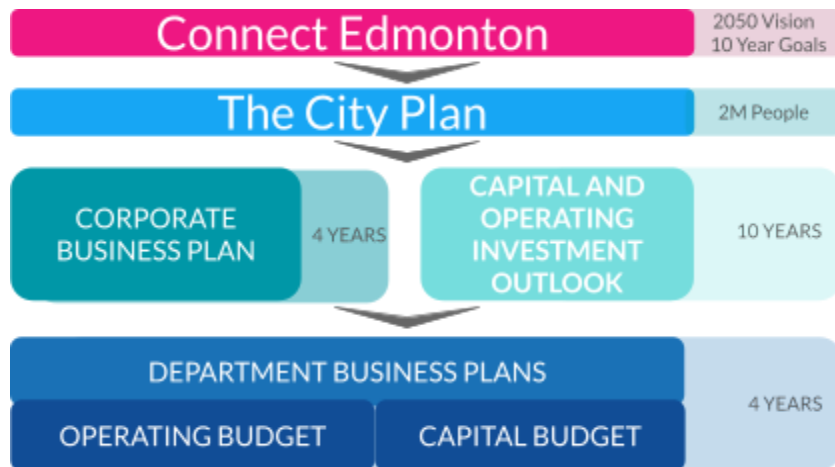 Connect Edmonton
2050 Vision
10 Year Goals
The City Plan
2M People
CORPORATE
BUSINESS PLAN
4 YEARS
CAPITAL AND
OPERATING
INVESTMENT
OUTLOOK
10 YEARS
DEPARTMENT BUSINESS PLANS
4 YEARS
OPERATING BUDGET
CAPITAL BUDGET